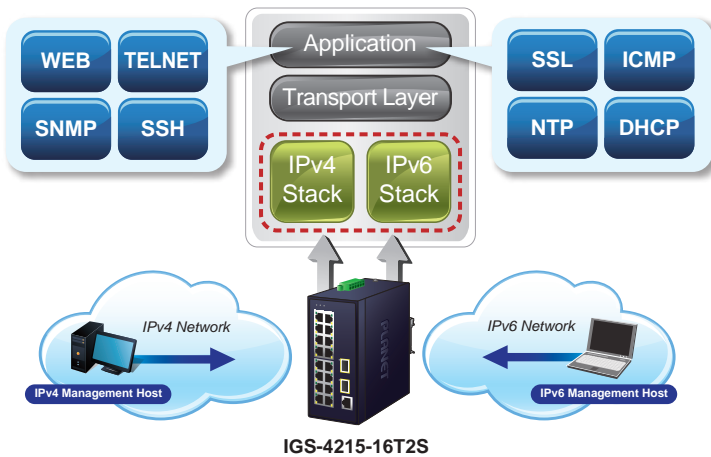 WEB
TELNET
SNMP
SSH
Application
Transport Layer
IPv4
Stack
IPv6
Stack
SSL
ICMP
NTP
DHCP
IPv4 Network
IPv4 Management Host
PLANET
IPv6 Network
IPv6 Management Host
IGS-4215-16T2S